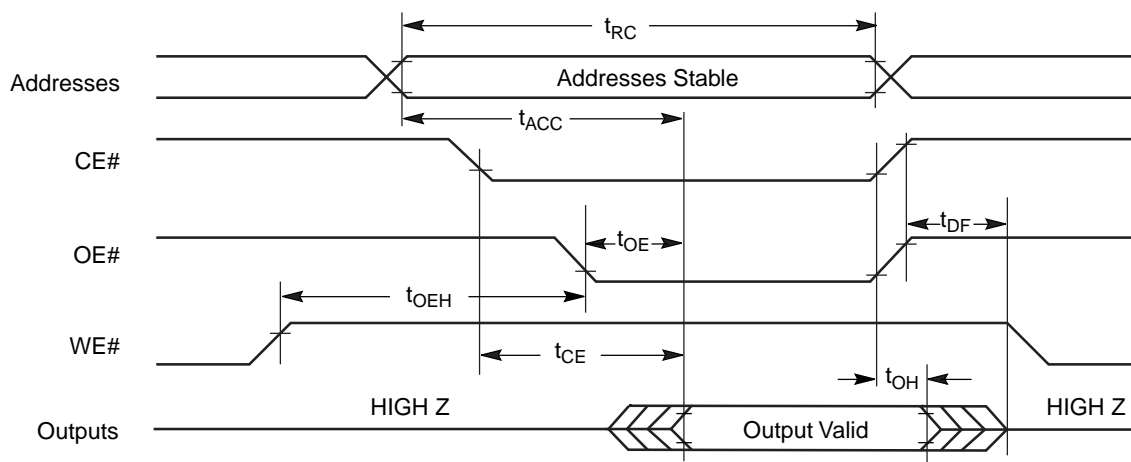 tRC
Addresses
Addresses Stable
tACC
CE#
tDF
OE#
tOE
tOEH
WE#
tCE
tOH
HIGH Z
HIGH Z
Outputs
Output Valid